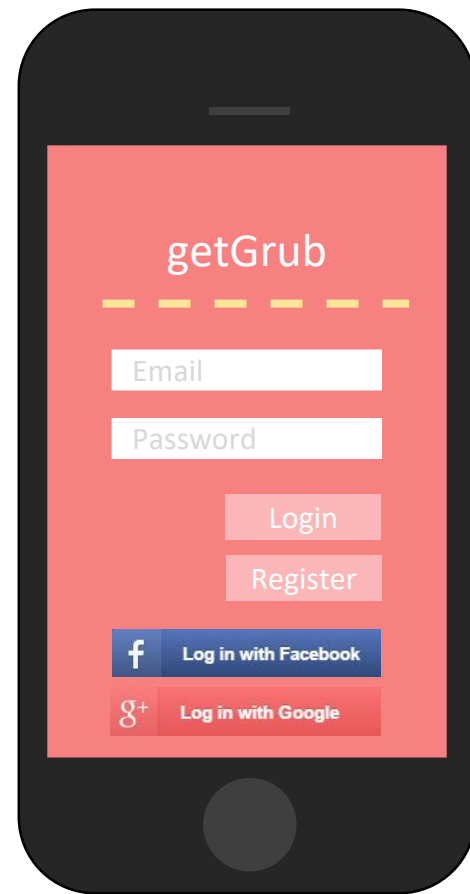 getGrub
Email
Password
Login
Register
f Log in with Facebook
g+ Log in with Google